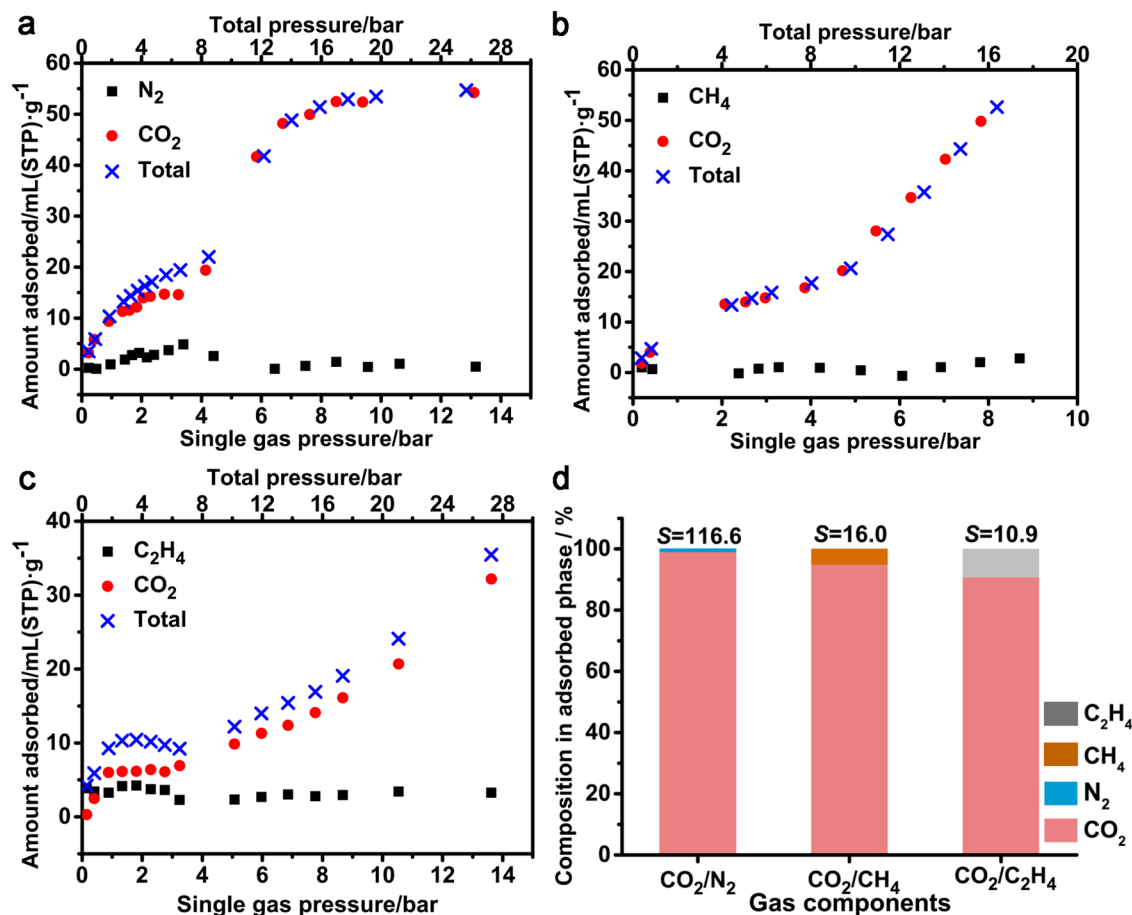 a
Total pressure/bar
0 4 8 12 16 20 24 28
60
50
40
30
20
10
0
Amount adsorbed/mL(STP)·g⁻¹
N₂
CO₂
Total
0 2 4 6 8 10 12 14
Single gas pressure/bar
b
Total pressure/bar
0 4 8 12 16 20
60
50
40
30
20
10
0
Amount adsorbed/mL(STP)·g⁻¹
CH₄
CO₂
Total
0 2 4 6 8 10
Single gas pressure/bar
c
Total pressure/bar
0 4 8 12 16 20 24 28
40
30
20
10
0
Amount adsorbed/mL(STP)·g⁻¹
C₂H₄
CO₂
Total
0 2 4 6 8 10 12 14
Single gas pressure/bar
d
Composition in adsorbed phase / %
100
80
60
40
20
0
S=116.6
S=16.0
S=10.9
C₂H₄
CH₄
N₂
CO₂
CO₂/N₂ CO₂/CH₄ CO₂/C₂H₄
Gas components